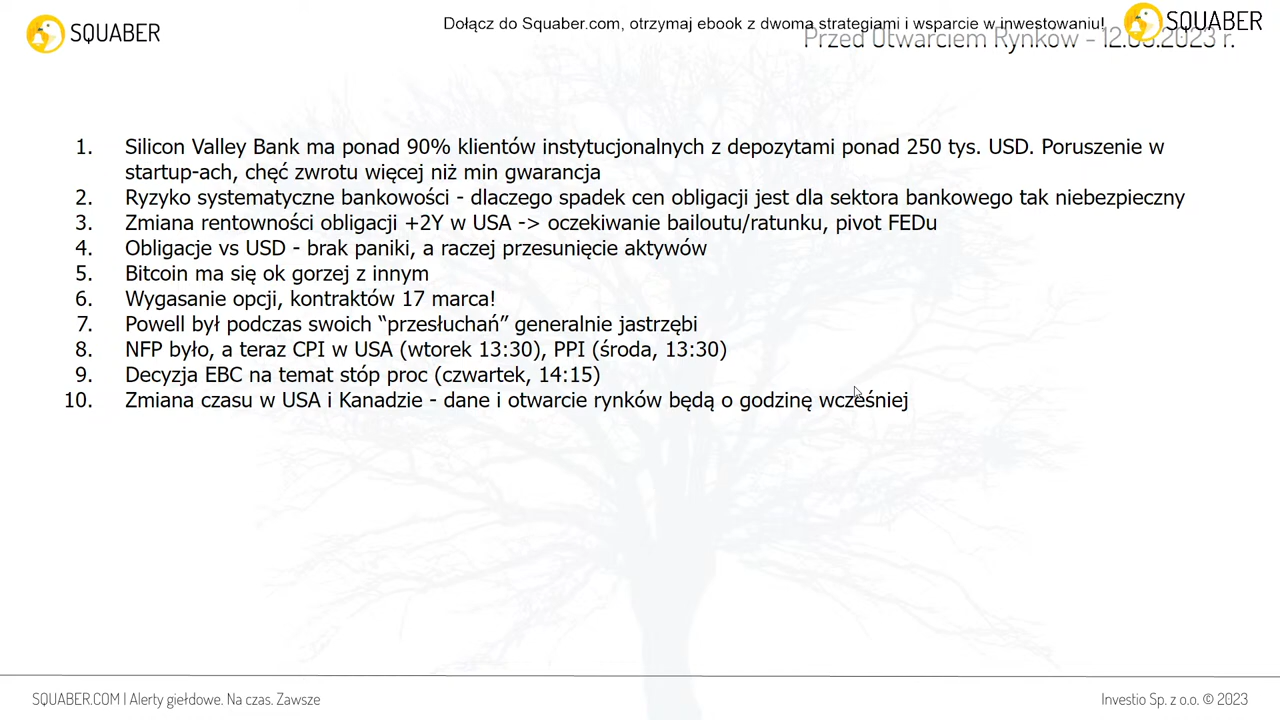 SQUABER
Dołącz do Squaber.com, otrzymaj ebook z dwoma strategiami i wsparcie w inwestowaniu!
SQUABER
Przed Otwarciem Rynków - 12.03.2023 r.
1. Silicon Valley Bank ma ponad 90% klientów instytucjonalnych z depozytami ponad 250 tys. USD. Poruszenie w
startup-ach, chęć zwrotu więcej niż min gwarancja
2. Ryzyko systematyczne bankowości - dlaczego spadek cen obligacji jest dla sektora bankowego tak niebezpieczny
3. Zmiana rentowności obligacji +2Y w USA -> oczekiwanie bailoutu/ratunku, pivot FEDu
4. Obligacje vs USD - brak paniki, a raczej przesunięcie aktywów
5. Bitcoin ma się ok gorzej z innym
6. Wygasanie opcji, kontraktów 17 marca!
7. Powell był podczas swoich “przesłuchań” generalnie jastrzębi
8. NFP było, a teraz CPI w USA (wtorek 13:30), PPI (środa, 13:30)
9. Decyzja EBC na temat stóp proc (czwartek, 14:15)
10. Zmiana czasu w USA i Kanadzie - dane i otwarcie rynków będą o godzinę wcześniej
SQUABER.COM | Alerty giełdowe. Na czas. Zawsze
Investio Sp. z o.o. © 2023